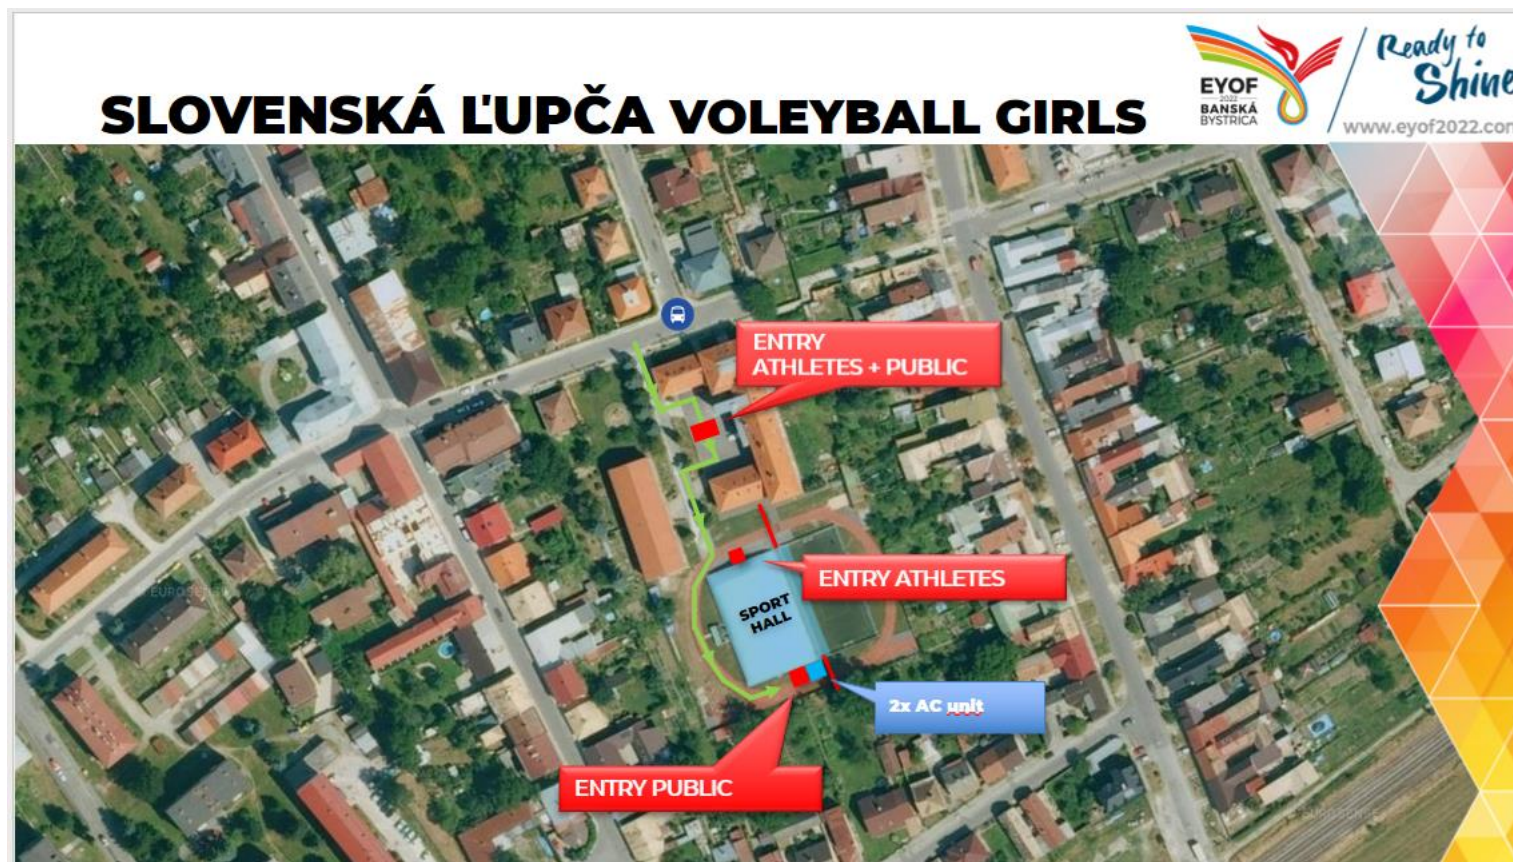 SLOVENSKÁ ĽUPČA VOLEYBALL GIRLS
EYOF
2022
BANSKÁ
BYSTRICA
Ready to
Shine
www.eyof2022.com
ENTRY
ATHLETES + PUBLIC
ENTRY ATHLETES
SPORT
HALL
2x AC unit
ENTRY PUBLIC